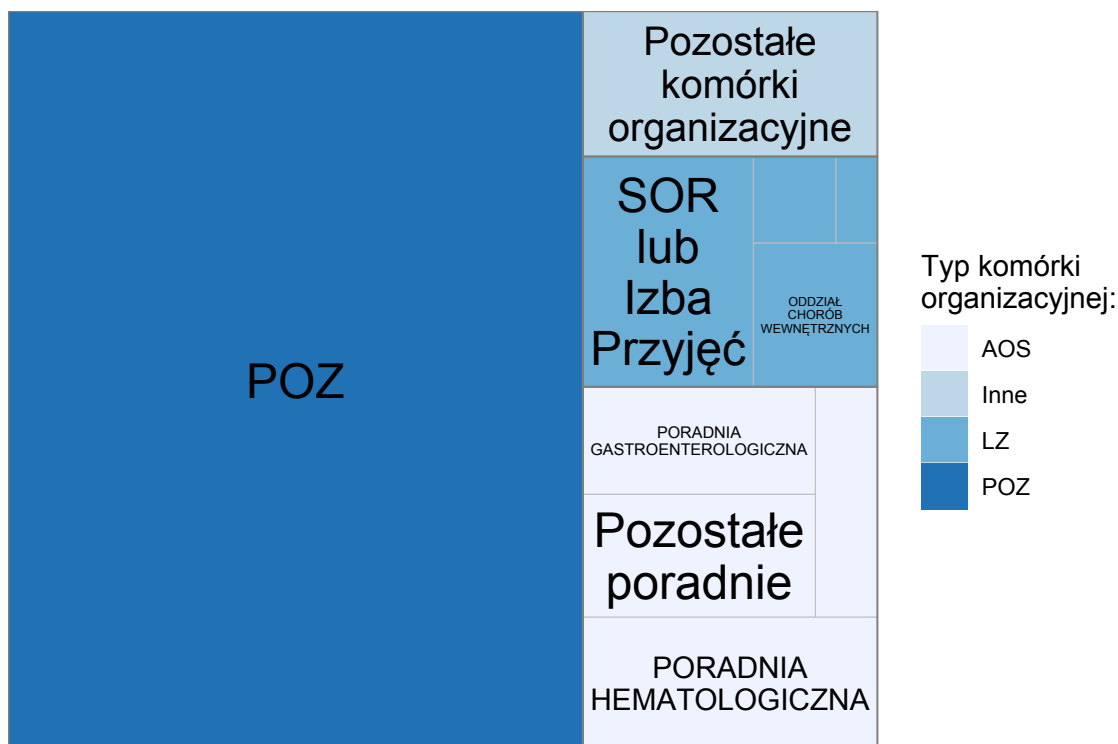 POZ
Pozostałe
komórki
organizacyjne
SOR
lub
Izba
Przyjęć
ODDZIAŁ
CHORÓB
WEWNĘTRZNYCH
PORADNIA
GASTROENTEROLOGICZNA
Pozostałe
poradnie
PORADNIA
HEMATOLOGICZNA
Typ komórki
organizacyjnej:
AOS
Inne
LZ
POZ